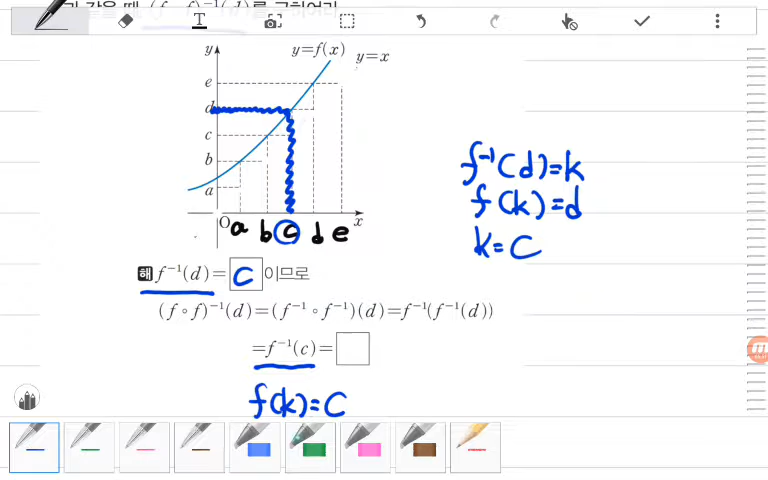 T
y
y=f(x)
y=x
e
d
c
b
a
O
x
a b c d e
f⁻¹(d)=k
f(k)=d
k=c
해 f⁻¹(d)= c 이므로
(f∘f)⁻¹(d)=(f⁻¹∘f⁻¹)(d)=f⁻¹(f⁻¹(d))
=f⁻¹(c)=
f(k)=c